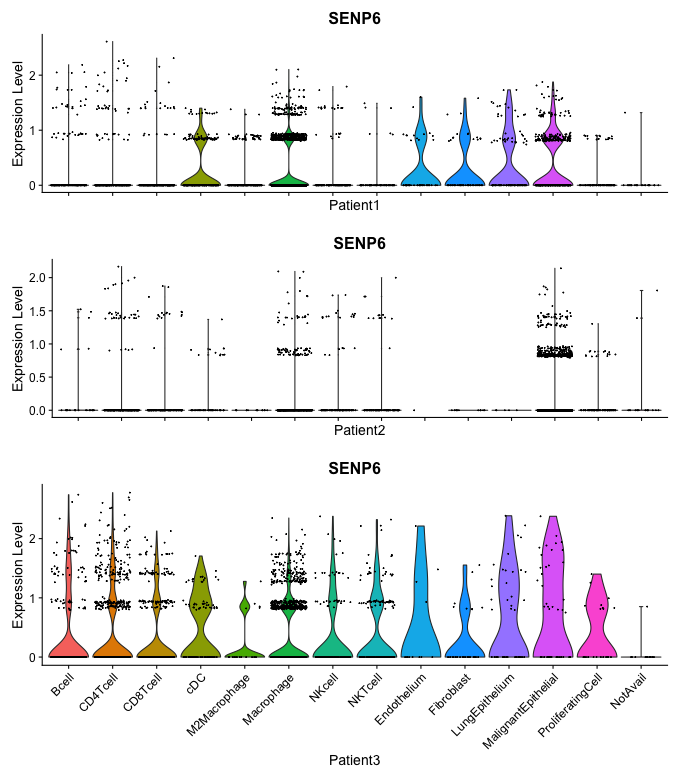 SENP6
Expression Level
2
1
0
Patient1
SENP6
Expression Level
2.0
1.5
1.0
0.5
0.0
Patient2
SENP6
Expression Level
2
1
0
Bcell
CD4Tcell
CD8Tcell
cDC
M2Macrophage
Macrophage
NKcell
NKTcell
Endothelium
Fibroblast
LungEpithelium
MalignantEpithelial
ProliferatingCell
NotAvail
Patient3